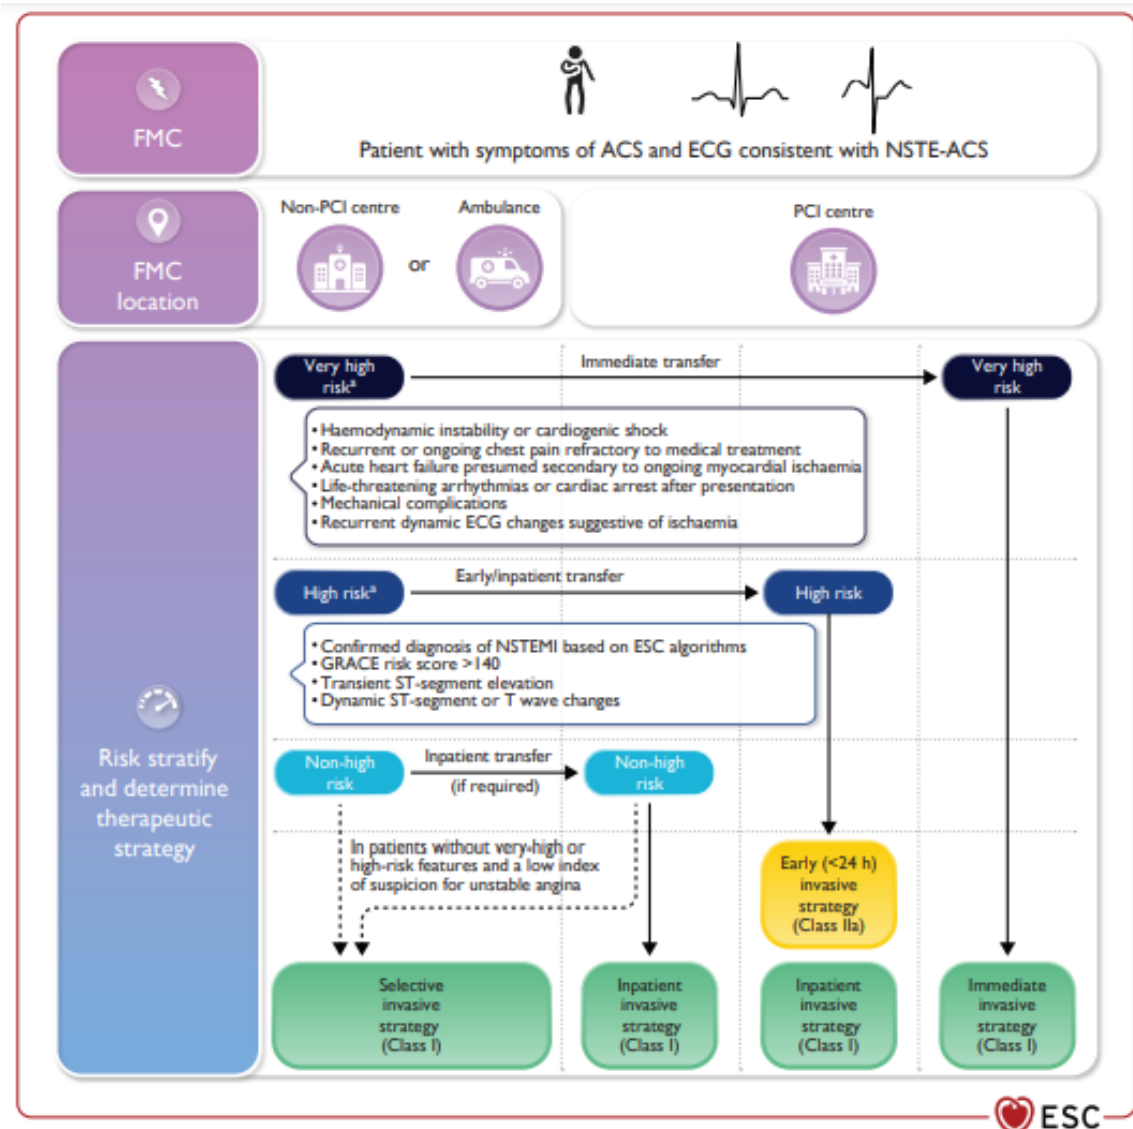 FMC
Patient with symptoms of ACS and ECG consistent with NSTE-ACS
FMC
location
Non-PCI centre
or
Ambulance
PCI centre
Risk stratify
and determine
therapeutic
strategy
Very high
riskª
Immediate transfer
Very high
risk
• Haemodynamic instability or cardiogenic shock
• Recurrent or ongoing chest pain refractory to medical treatment
• Acute heart failure presumed secondary to ongoing myocardial ischaemia
• Life-threatening arrhythmias or cardiac arrest after presentation
• Mechanical complications
• Recurrent dynamic ECG changes suggestive of ischaemia
High riskª
Early/inpatient transfer
High risk
• Confirmed diagnosis of NSTEMI based on ESC algorithms
• GRACE risk score >140
• Transient ST-segment elevation
• Dynamic ST-segment or T wave changes
Non-high
risk
Inpatient transfer
(if required)
Non-high
risk
In patients without very-high or
high-risk features and a low index
of suspicion for unstable angina
Early (<24 h)
invasive
strategy
(Class IIa)
Selective
invasive
strategy
(Class I)
Inpatient
invasive
strategy
(Class I)
Inpatient
invasive
strategy
(Class I)
Immediate
invasive
strategy
(Class I)
ESC